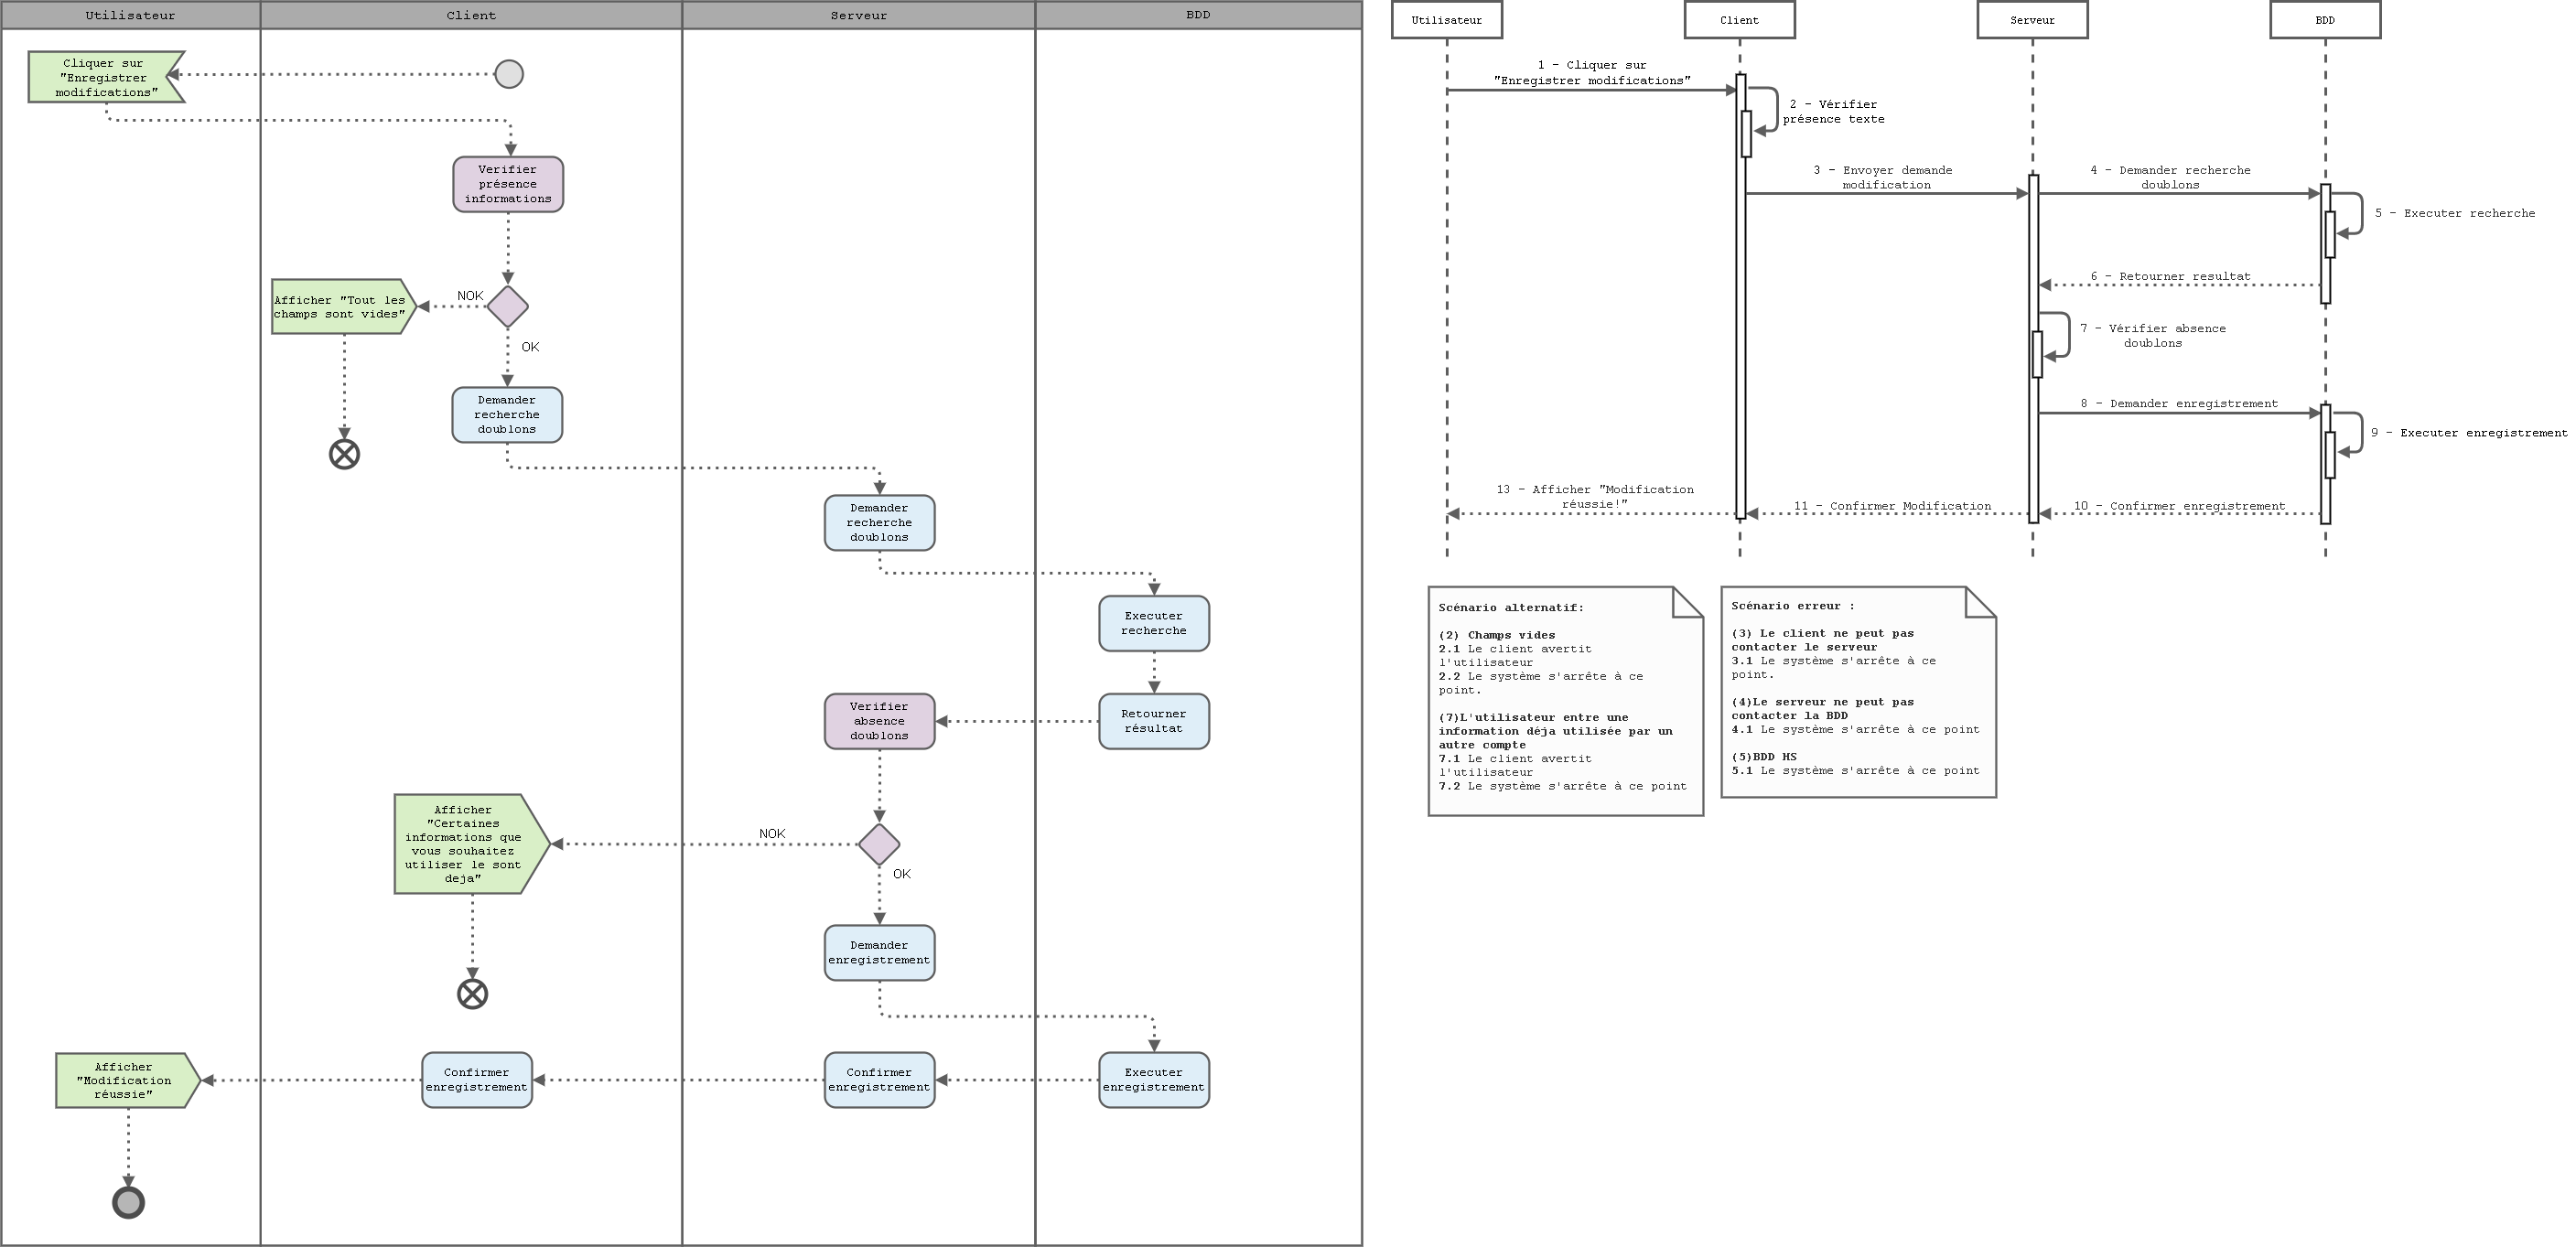 Utilisateur
Client
Serveur
BDD
Cliquer sur
"Enregistrer
modifications"
Verifier
présence
informations
NOK
Afficher "Tout les
champs sont vides"
OK
Demander
recherche
doublons
Demander
recherche
doublons
Executer
recherche
Retourner
résultat
Verifier
absence
doublons
NOK
Afficher
"Certaines
informations que
vous souhaitez
utiliser le sont
deja"
OK
Demander
enregistrement
Executer
enregistrement
Confirmer
enregistrement
Confirmer
enregistrement
Afficher
"Modification
réussie"
Utilisateur
Client
Serveur
BDD
1 - Cliquer sur
"Enregistrer modifications"
2 - Vérifier
présence texte
3 - Envoyer demande
modification
4 - Demander recherche
doublons
5 - Executer recherche
6 - Retourner resultat
7 - Vérifier absence
doublons
8 - Demander enregistrement
9 - Executer enregistrement
10 - Confirmer enregistrement
11 - Confirmer Modification
13 - Afficher "Modification
réussie!"
Scénario alternatif:
(2) Champs vides
2.1 Le client avertit
l'utilisateur
2.2 Le système s'arrête à ce
point.
(7)L'utilisateur entre une
information déja utilisée par un
autre compte
7.1 Le client avertit
l'utilisateur
7.2 Le système s'arrête à ce point
Scénario erreur :
(3) Le client ne peut pas
contacter le serveur
3.1 Le système s'arrête à ce
point.
(4)Le serveur ne peut pas
contacter la BDD
4.1 Le système s'arrête à ce point
(5)BDD HS
5.1 Le système s'arrête à ce point